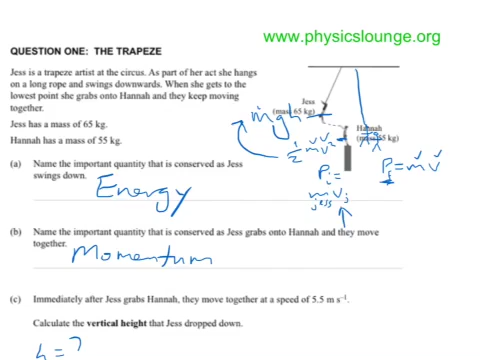 www.physicslounge.org
QUESTION ONE: THE TRAPEZE
Jess is a trapeze artist at the circus. As part of her act she hangs
on a long rope and swings downwards. When she gets to the
lowest point she grabs onto Hannah and they keep moving
together.
Jess has a mass of 65 kg.
Hannah has a mass of 55 kg.
Jess
(mass 65 kg)
mgh
Hannah
½mv²
Pi =
m jess vj
Pf = mv
(a) Name the important quantity that is conserved as Jess
swings down.
Energy
(b) Name the important quantity that is conserved as Jess grabs onto Hannah and they move
together.
Momentum
(c) Immediately after Jess grabs Hannah, they move together at a speed of 5.5 m s⁻¹.
Calculate the vertical height that Jess dropped down.
h = ?